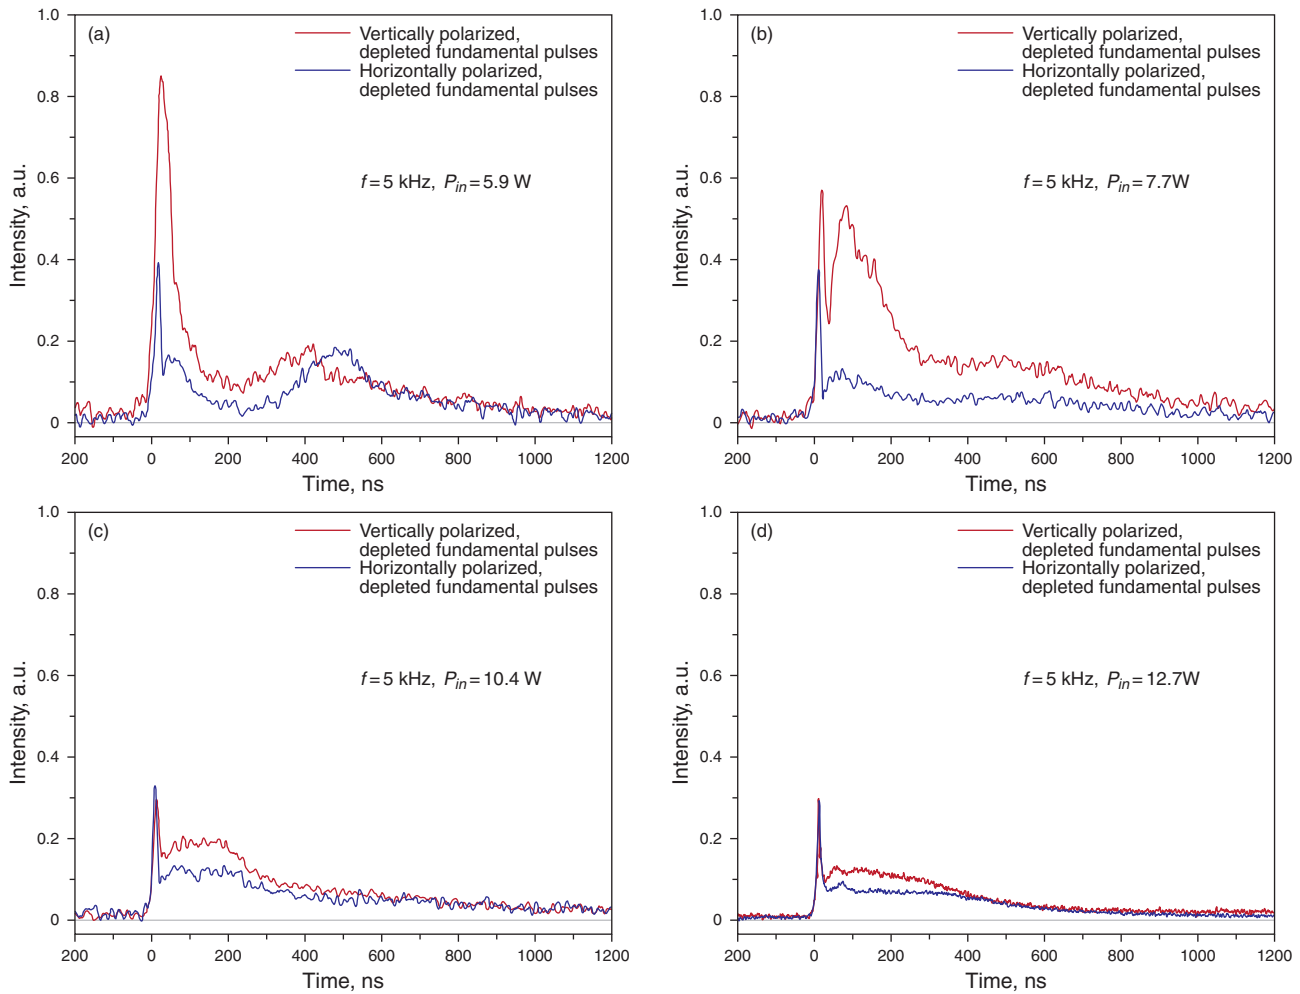 (a)
Vertically polarized,
depleted fundamental pulses
Horizontally polarized,
depleted fundamental pulses
f=5 kHz, Pin=5.9 W
Intensity, a.u.
1.0
0.8
0.6
0.4
0.2
0
200 0 200 400 600 800 1000 1200
Time, ns
(b)
Vertically polarized,
depleted fundamental pulses
Horizontally polarized,
depleted fundamental pulses
f=5 kHz, Pin=7.7W
Intensity, a.u.
1.0
0.8
0.6
0.4
0.2
0
200 0 200 400 600 800 1000 1200
Time, ns
(c)
Vertically polarized,
depleted fundamental pulses
Horizontally polarized,
depleted fundamental pulses
f=5 kHz, Pin=10.4 W
Intensity, a.u.
1.0
0.8
0.6
0.4
0.2
0
200 0 200 400 600 800 1000 1200
Time, ns
(d)
Vertically polarized,
depleted fundamental pulses
Horizontally polarized,
depleted fundamental pulses
f=5 kHz, Pin=12.7W
Intensity, a.u.
1.0
0.8
0.6
0.4
0.2
0
200 0 200 400 600 800 1000 1200
Time, ns